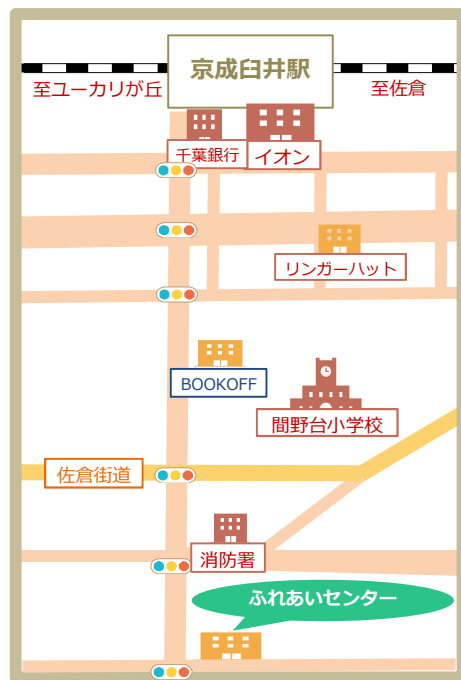 京成臼井駅
至ユーカリが丘
至佐倉
千葉銀行
イオン
リンガーハット
BOOKOFF
間野台小学校
佐倉街道
消防署
ふれあいセンター